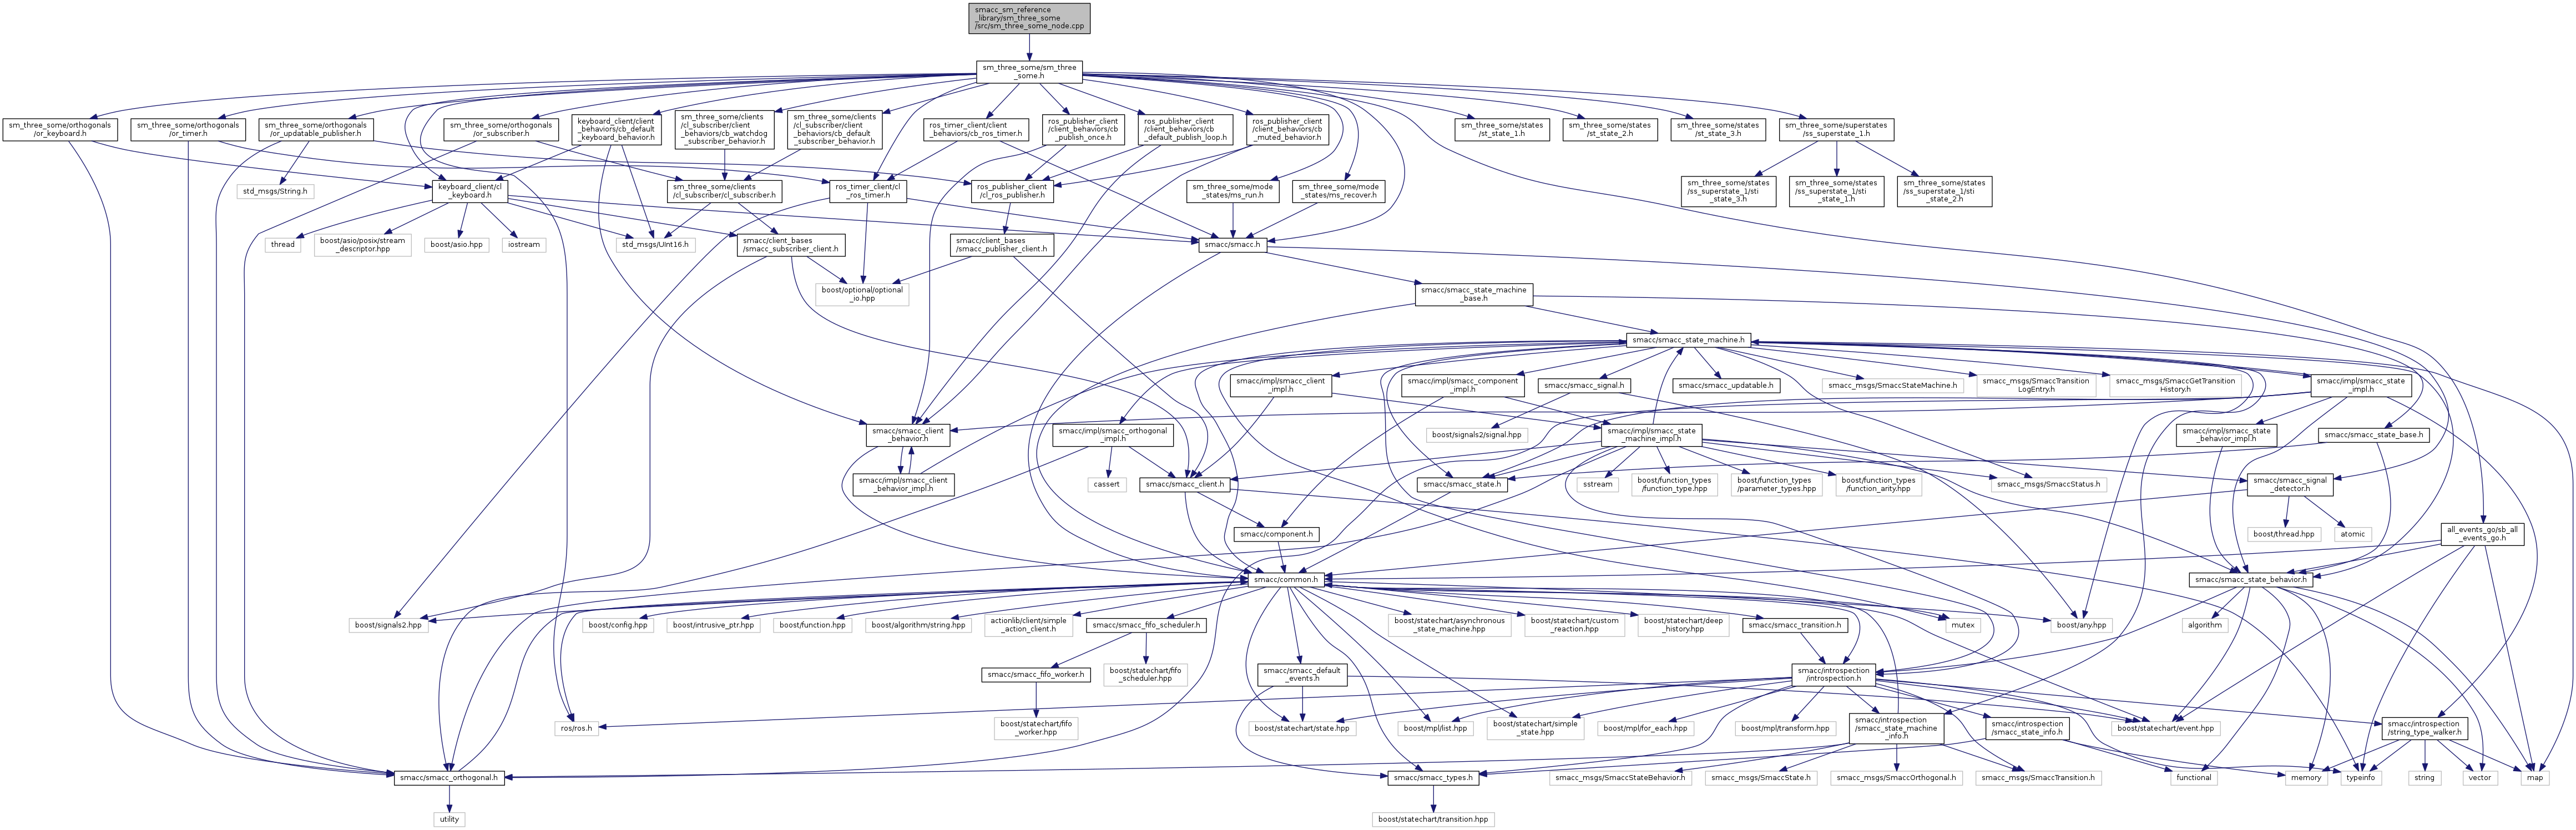 smacc_sm_reference
_library/sm_three_some
/src/sm_three_some_node.cpp
sm_three_some/sm_three
_some.h
sm_three_some/orthogonals
/or_keyboard.h
sm_three_some/orthogonals
/or_timer.h
sm_three_some/orthogonals
/or_updatable_publisher.h
sm_three_some/orthogonals
/or_subscriber.h
keyboard_client/client
_behaviors/cb_default
_keyboard_behavior.h
sm_three_some/clients
/cl_subscriber/client
_behaviors/cb_watchdog
_subscriber_behavior.h
sm_three_some/clients
/cl_subscriber/client
_behaviors/cb_default
_subscriber_behavior.h
ros_timer_client/client
_behaviors/cb_ros_timer.h
ros_publisher_client
/client_behaviors/cb
_publish_once.h
ros_publisher_client
/client_behaviors/cb
_default_publish_loop.h
ros_publisher_client
/client_behaviors/cb
_muted_behavior.h
sm_three_some/states
/st_state_1.h
sm_three_some/states
/st_state_2.h
sm_three_some/states
/st_state_3.h
sm_three_some/superstates
/ss_superstate_1.h
std_msgs/String.h
keyboard_client/cl
_keyboard.h
sm_three_some/clients
/cl_subscriber/cl_subscriber.h
ros_timer_client/cl
_ros_timer.h
ros_publisher_client
/cl_ros_publisher.h
sm_three_some/mode
_states/ms_run.h
sm_three_some/mode
_states/ms_recover.h
sm_three_some/states
/ss_superstate_1/sti
_state_3.h
sm_three_some/states
/ss_superstate_1/sti
_state_1.h
sm_three_some/states
/ss_superstate_1/sti
_state_2.h
thread
boost/asio/posix/stream
_descriptor.hpp
boost/asio.hpp
iostream
std_msgs/UInt16.h
smacc/client_bases
/smacc_subscriber_client.h
smacc/client_bases
/smacc_publisher_client.h
smacc/smacc.h
boost/optional/optional
_io.hpp
smacc/smacc_state_machine
_base.h
smacc/smacc_state_machine.h
smacc/impl/smacc_client
_impl.h
smacc/impl/smacc_component
_impl.h
smacc/smacc_signal.h
smacc/smacc_updatable.h
smacc_msgs/SmaccStateMachine.h
smacc_msgs/SmaccTransition
LogEntry.h
smacc_msgs/SmaccGetTransition
History.h
smacc/impl/smacc_state
_impl.h
smacc/smacc_client
_behavior.h
smacc/impl/smacc_orthogonal
_impl.h
boost/signals2/signal.hpp
smacc/impl/smacc_state
_machine_impl.h
smacc/impl/smacc_state
_behavior_impl.h
smacc/smacc_state_base.h
smacc/impl/smacc_client
_behavior_impl.h
cassert
smacc/smacc_client.h
smacc/smacc_state.h
sstream
boost/function_types
/function_type.hpp
boost/function_types
/parameter_types.hpp
boost/function_types
/function_arity.hpp
smacc_msgs/SmaccStatus.h
smacc/smacc_signal
_detector.h
smacc/component.h
boost/thread.hpp
atomic
all_events_go/sb_all
_events_go.h
smacc/common.h
smacc/smacc_state_behavior.h
boost/signals2.hpp
boost/config.hpp
boost/intrusive_ptr.hpp
boost/function.hpp
boost/algorithm/string.hpp
actionlib/client/simple
_action_client.h
smacc/smacc_fifo_scheduler.h
boost/statechart/asynchronous
_state_machine.hpp
boost/statechart/custom
_reaction.hpp
boost/statechart/deep
_history.hpp
smacc/smacc_transition.h
mutex
boost/any.hpp
algorithm
smacc/smacc_fifo_worker.h
boost/statechart/fifo
_scheduler.hpp
smacc/smacc_default
_events.h
smacc/introspection
/introspection.h
ros/ros.h
boost/statechart/fifo
_worker.hpp
boost/statechart/state.hpp
boost/mpl/list.hpp
boost/statechart/simple
_state.hpp
boost/mpl/for_each.hpp
boost/mpl/transform.hpp
smacc/introspection
/smacc_state_machine
_info.h
smacc/introspection
/smacc_state_info.h
boost/statechart/event.hpp
smacc/introspection
/string_type_walker.h
smacc/smacc_orthogonal.h
smacc/smacc_types.h
smacc_msgs/SmaccStateBehavior.h
smacc_msgs/SmaccState.h
smacc_msgs/SmaccOrthogonal.h
smacc_msgs/SmaccTransition.h
functional
memory
typeinfo
string
vector
map
utility
boost/statechart/transition.hpp